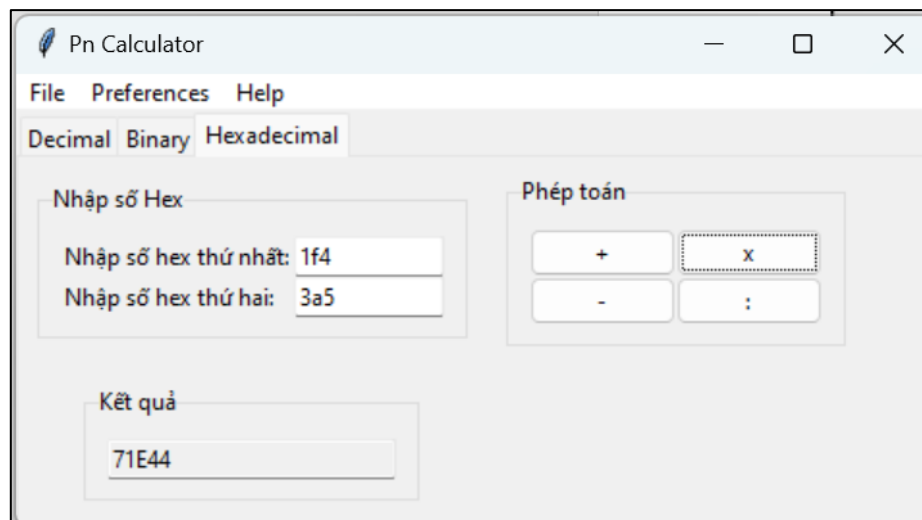 Pn Calculator
File Preferences Help
Decimal Binary Hexadecimal
Nhập số Hex
Nhập số hex thứ nhất: 1f4
Nhập số hex thứ hai: 3a5
Phép toán
+ x
- :
Kết quả
71E44